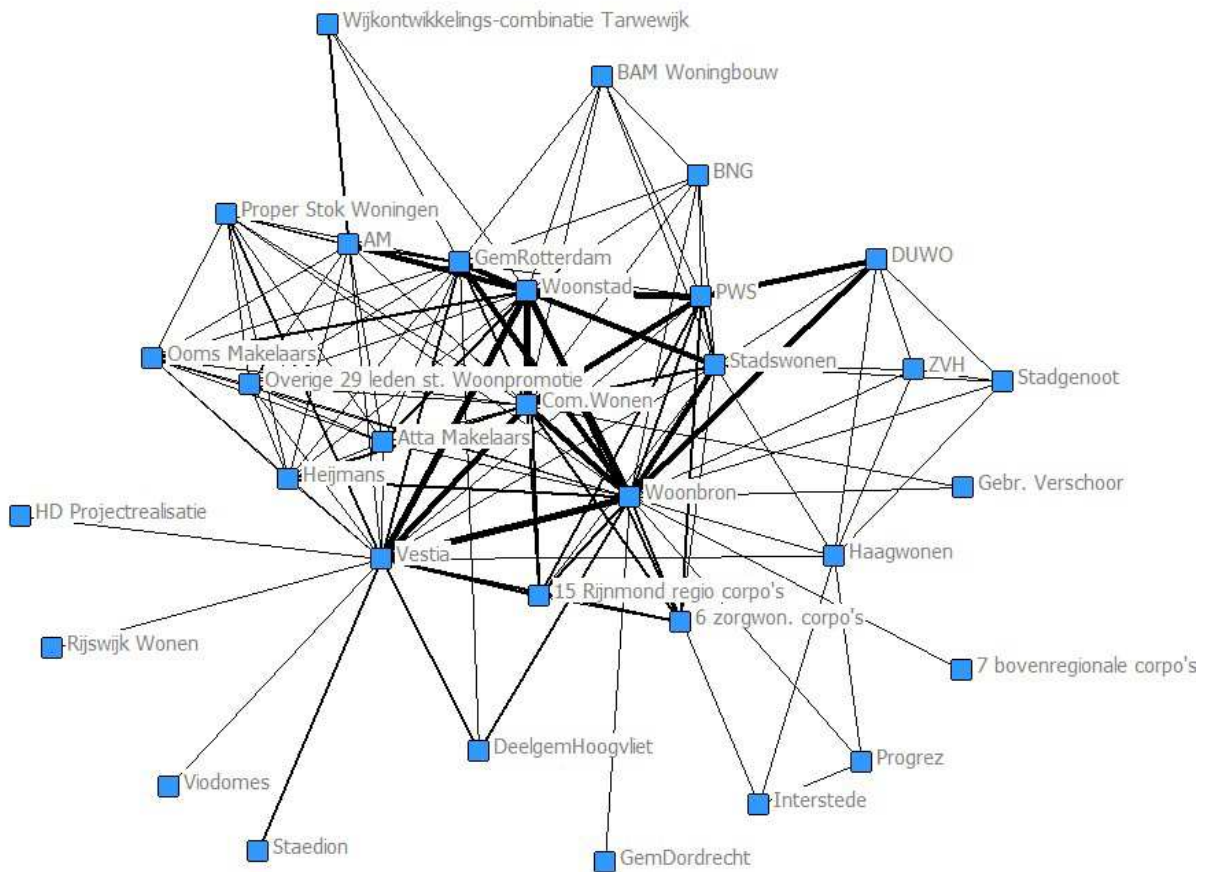 Wijkontwikkelings-combinatie Tarwewijk
BAM Woningbouw
BNG
Proper Stok Woningen
AM
GemRotterdam
DUWO
Woonstad
PWS
Ooms Makelaars
Stadswonen
ZVH
Stadgenoot
Overige 29 leden st. Woonpromotie
Com.Wonen
Atta Makelaars
Heijmans
Woonbron
Gebr. Verschoor
HD Projectrealisatie
Vestia
Haagwonen
15 Rijnmond regio corpo's
6 zorgwon. corpo's
Rijswijk Wonen
7 bovenregionale corpo's
DeelgemHoogvliet
Progrez
Viodomes
Interstede
Staedion
GemDordrecht